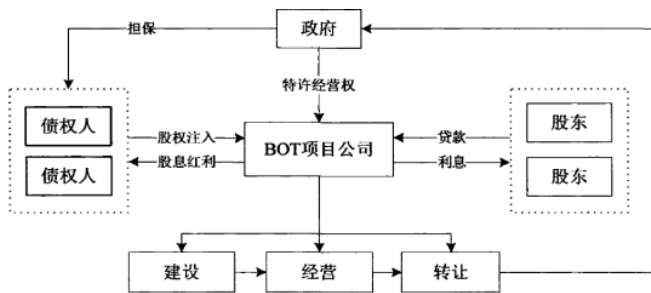 担保
政府
特许经营权
债权人
债权人
股权注入
股息红利
BOT项目公司
贷款
利息
股东
股东
建设
经营
转让